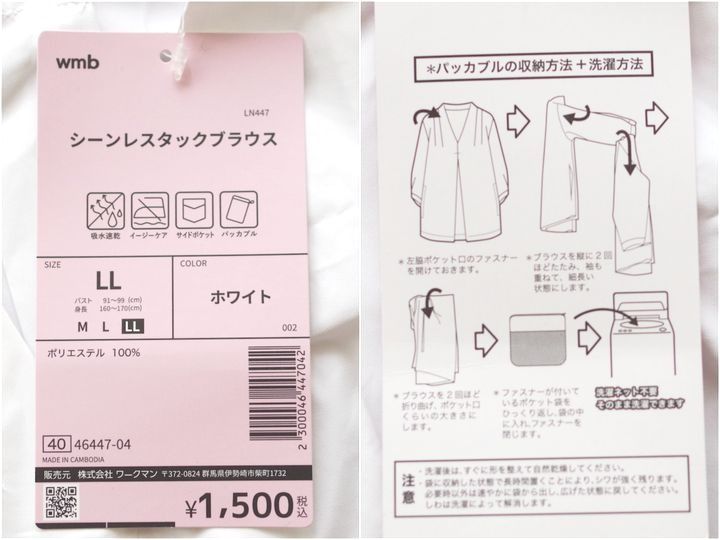 wmb
LN447
シーンレスタックブラウス
吸水速乾
イージーケア
サイドポケット
パッカブル
SIZE
LL
バスト 91〜99(cm)
身長 160〜170(cm)
M L LL
COLOR
ホワイト
002
ポリエステル 100%
2300046447042
40 46447-04
MADE IN CAMBODIA
販売元 株式会社 ワークマン 〒372-0824 群馬県伊勢崎市柴町1732
¥1,500税込
＊パッカブルの収納方法＋洗濯方法
＊左脇ポケット口のファスナー
を開けておきます。
＊ブラウスを縦に2回
ほどたたみ、袖も
重ねて、細長い
状態にします。
＊ブラウスを2回ほど
折り曲げ、ポケット口
くらいの大きさに
します。
＊ファスナーが付いて
いるポケット袋を
ひっくり返し、袋の中
に入れ、ファスナーを
閉じます。
洗濯ネット不要
そのまま洗濯できます
注意
・洗濯後は、すぐに形を整えて自然乾燥してください。
・袋に収納した状態で長時間置くことにより、シワが強く残ります。
必要時以外は速やかに袋から出し、広げた状態に戻してください。
しわは洗濯によって解消します。